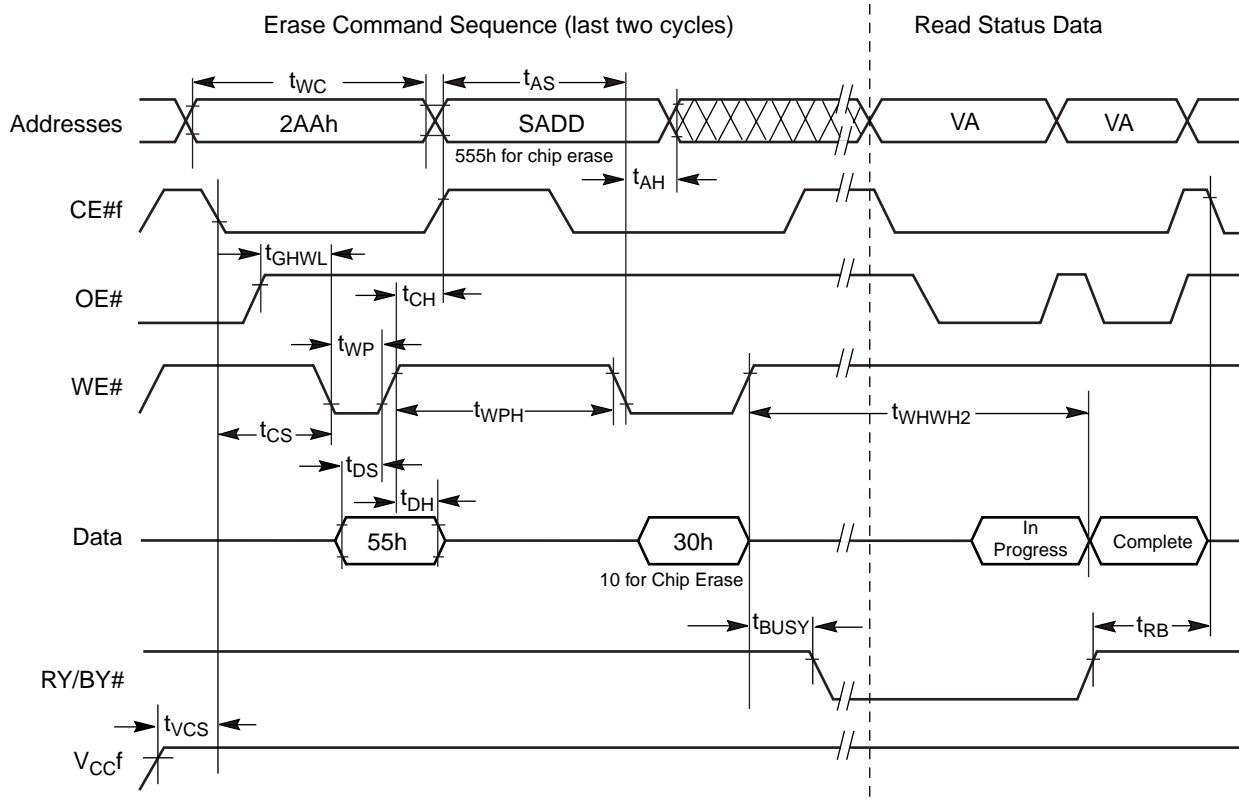 Erase Command Sequence (last two cycles)
Read Status Data
tWC
tAS
Addresses
2AAh
SADD
VA
VA
555h for chip erase
tAH
CE#f
tGHWL
OE#
tCH
tWP
WE#
tWPH
tWHWH2
tCS
tDS
tDH
Data
55h
30h
In
Progress
Complete
10 for Chip Erase
tBUSY
tRB
RY/BY#
tVCS
VCCf